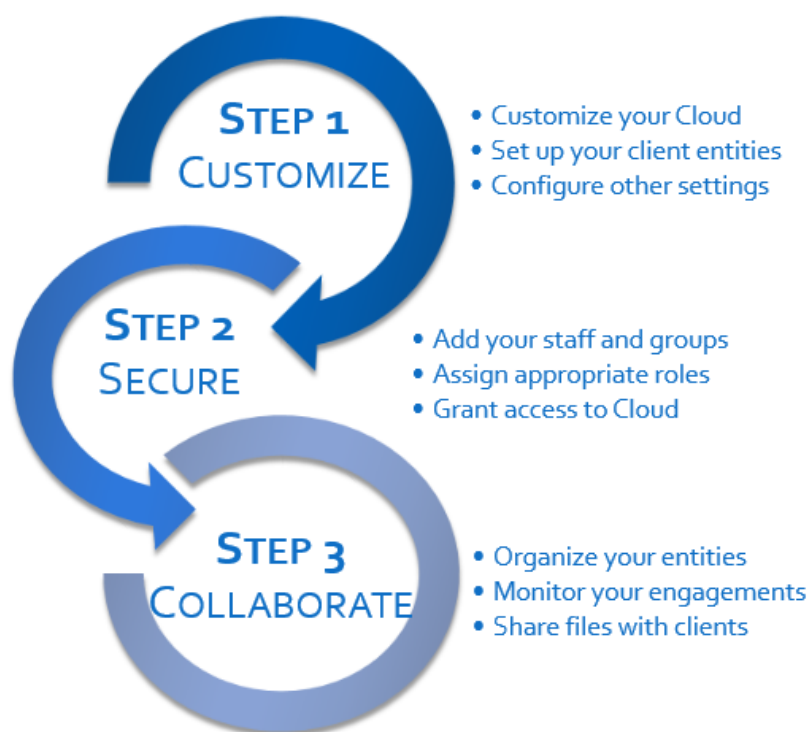 STEP 1
CUSTOMIZE
• Customize your Cloud
• Set up your client entities
• Configure other settings
STEP 2
SECURE
• Add your staff and groups
• Assign appropriate roles
• Grant access to Cloud
STEP 3
COLLABORATE
• Organize your entities
• Monitor your engagements
• Share files with clients